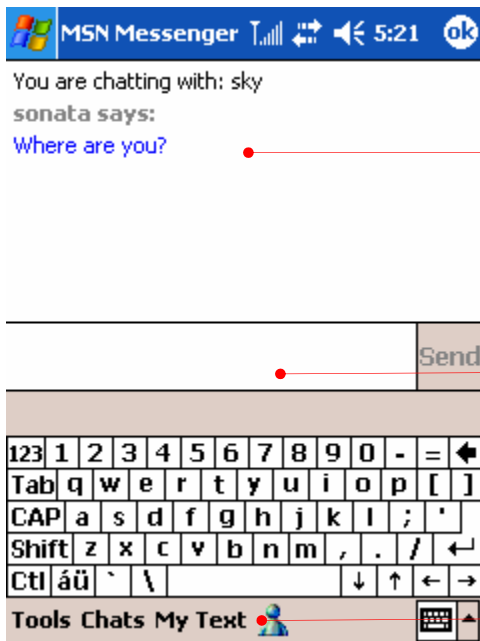 MSN Messenger 5:21 ok
You are chatting with: sky
sonata says:
Where are you?
Send
123 1 2 3 4 5 6 7 8 9 0 - =
Tab q w e r t y u i o p [ ]
CAP a s d f g h j k l ; '
Shift z x c v b n m , . /
Ctl áü ` \ ↓ ↑ ← →
Tools Chats My Text